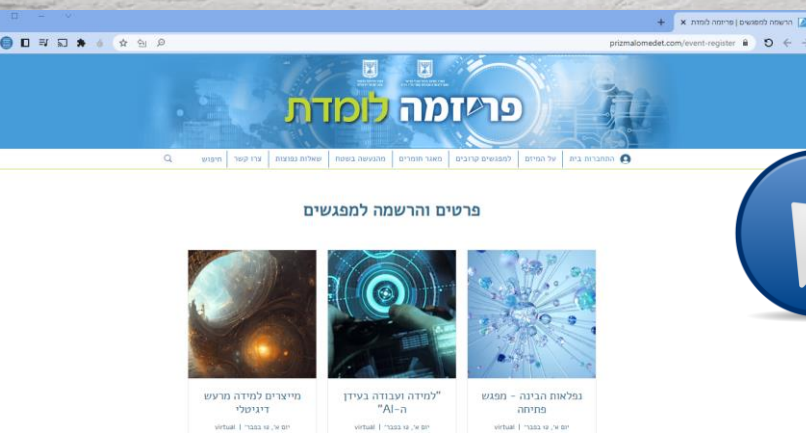 הרשמה למפגשים | פריזמה לומדת
prizmalomedet.com/event-register
פריזמה לומדת
התחברות
בית
על המיזם
למפגשים קרובים
מאגר חומרים
מהנעשה בשטח
שאלות נפוצות
צרו קשר
חיפוש
פרטים והרשמה למפגשים
נפלאות הבינה - מפגש
פתיחה
"למידה ועבודה בעידן
ה-AI"
מייצרים למידה מרעש
דיגיטלי
virtual
virtual
virtual